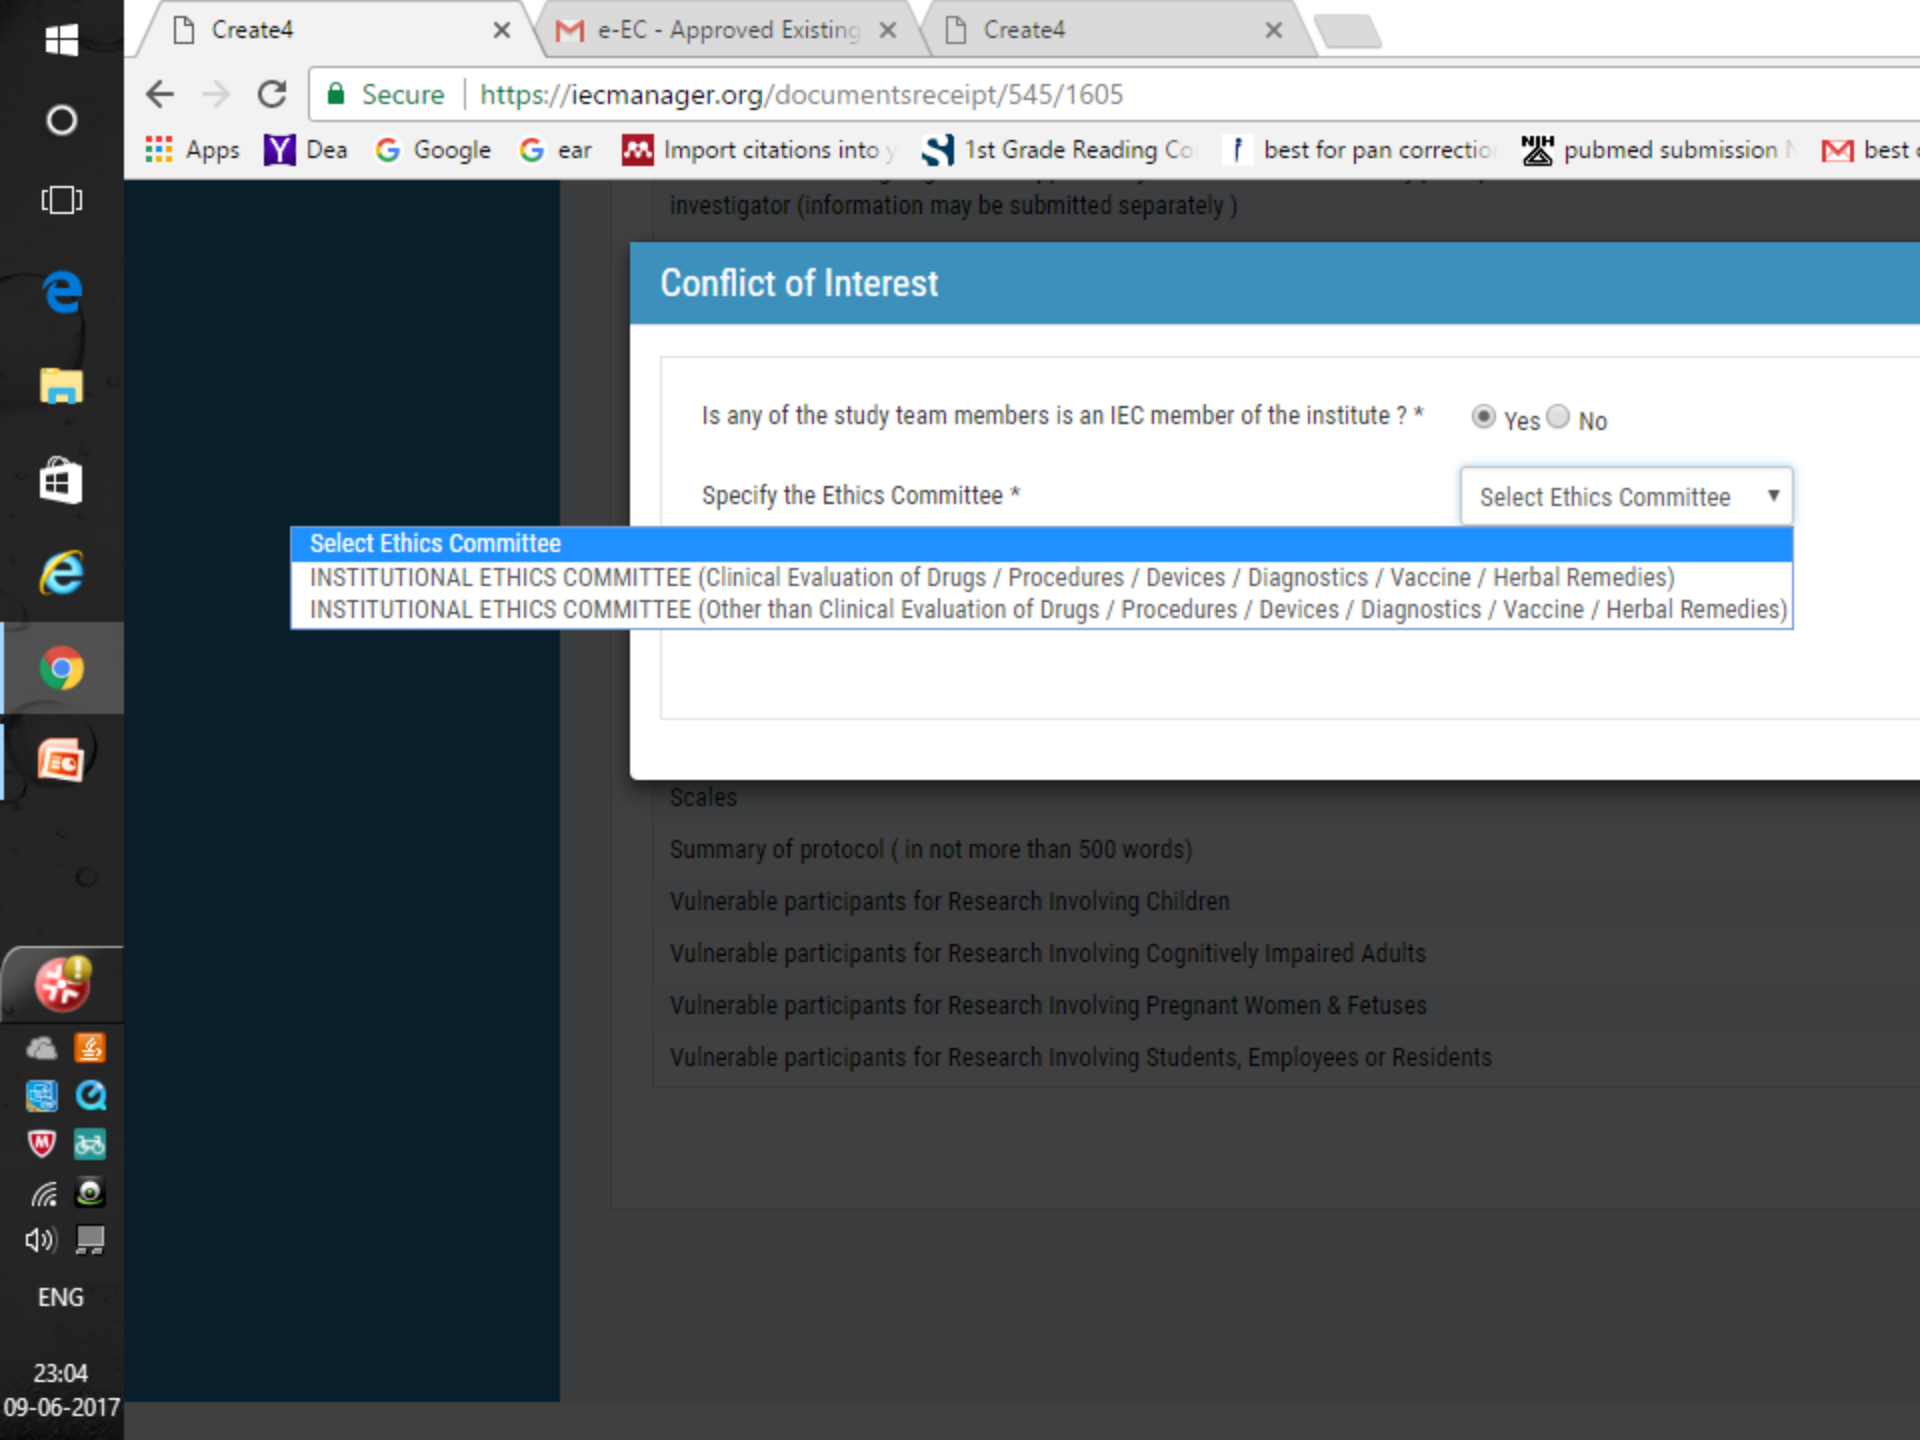 Create4
e-EC - Approved Existing
Create4
Secure
https://iecmanager.org/documentsreceipt/545/1605
Apps
Dea
Google
ear
Import citations into y
1st Grade Reading Co
best for pan correctio
NIH
pubmed submission
best
investigator (information may be submitted separately )
Conflict of Interest
Is any of the study team members is an IEC member of the institute ? *
Yes
No
Specify the Ethics Committee *
Select Ethics Committee
Select Ethics Committee
INSTITUTIONAL ETHICS COMMITTEE (Clinical Evaluation of Drugs / Procedures / Devices / Diagnostics / Vaccine / Herbal Remedies)
INSTITUTIONAL ETHICS COMMITTEE (Other than Clinical Evaluation of Drugs / Procedures / Devices / Diagnostics / Vaccine / Herbal Remedies)
Scales
Summary of protocol ( in not more than 500 words)
Vulnerable participants for Research Involving Children
Vulnerable participants for Research Involving Cognitively Impaired Adults
Vulnerable participants for Research Involving Pregnant Women & Fetuses
Vulnerable participants for Research Involving Students, Employees or Residents
ENG
23:04
09-06-2017